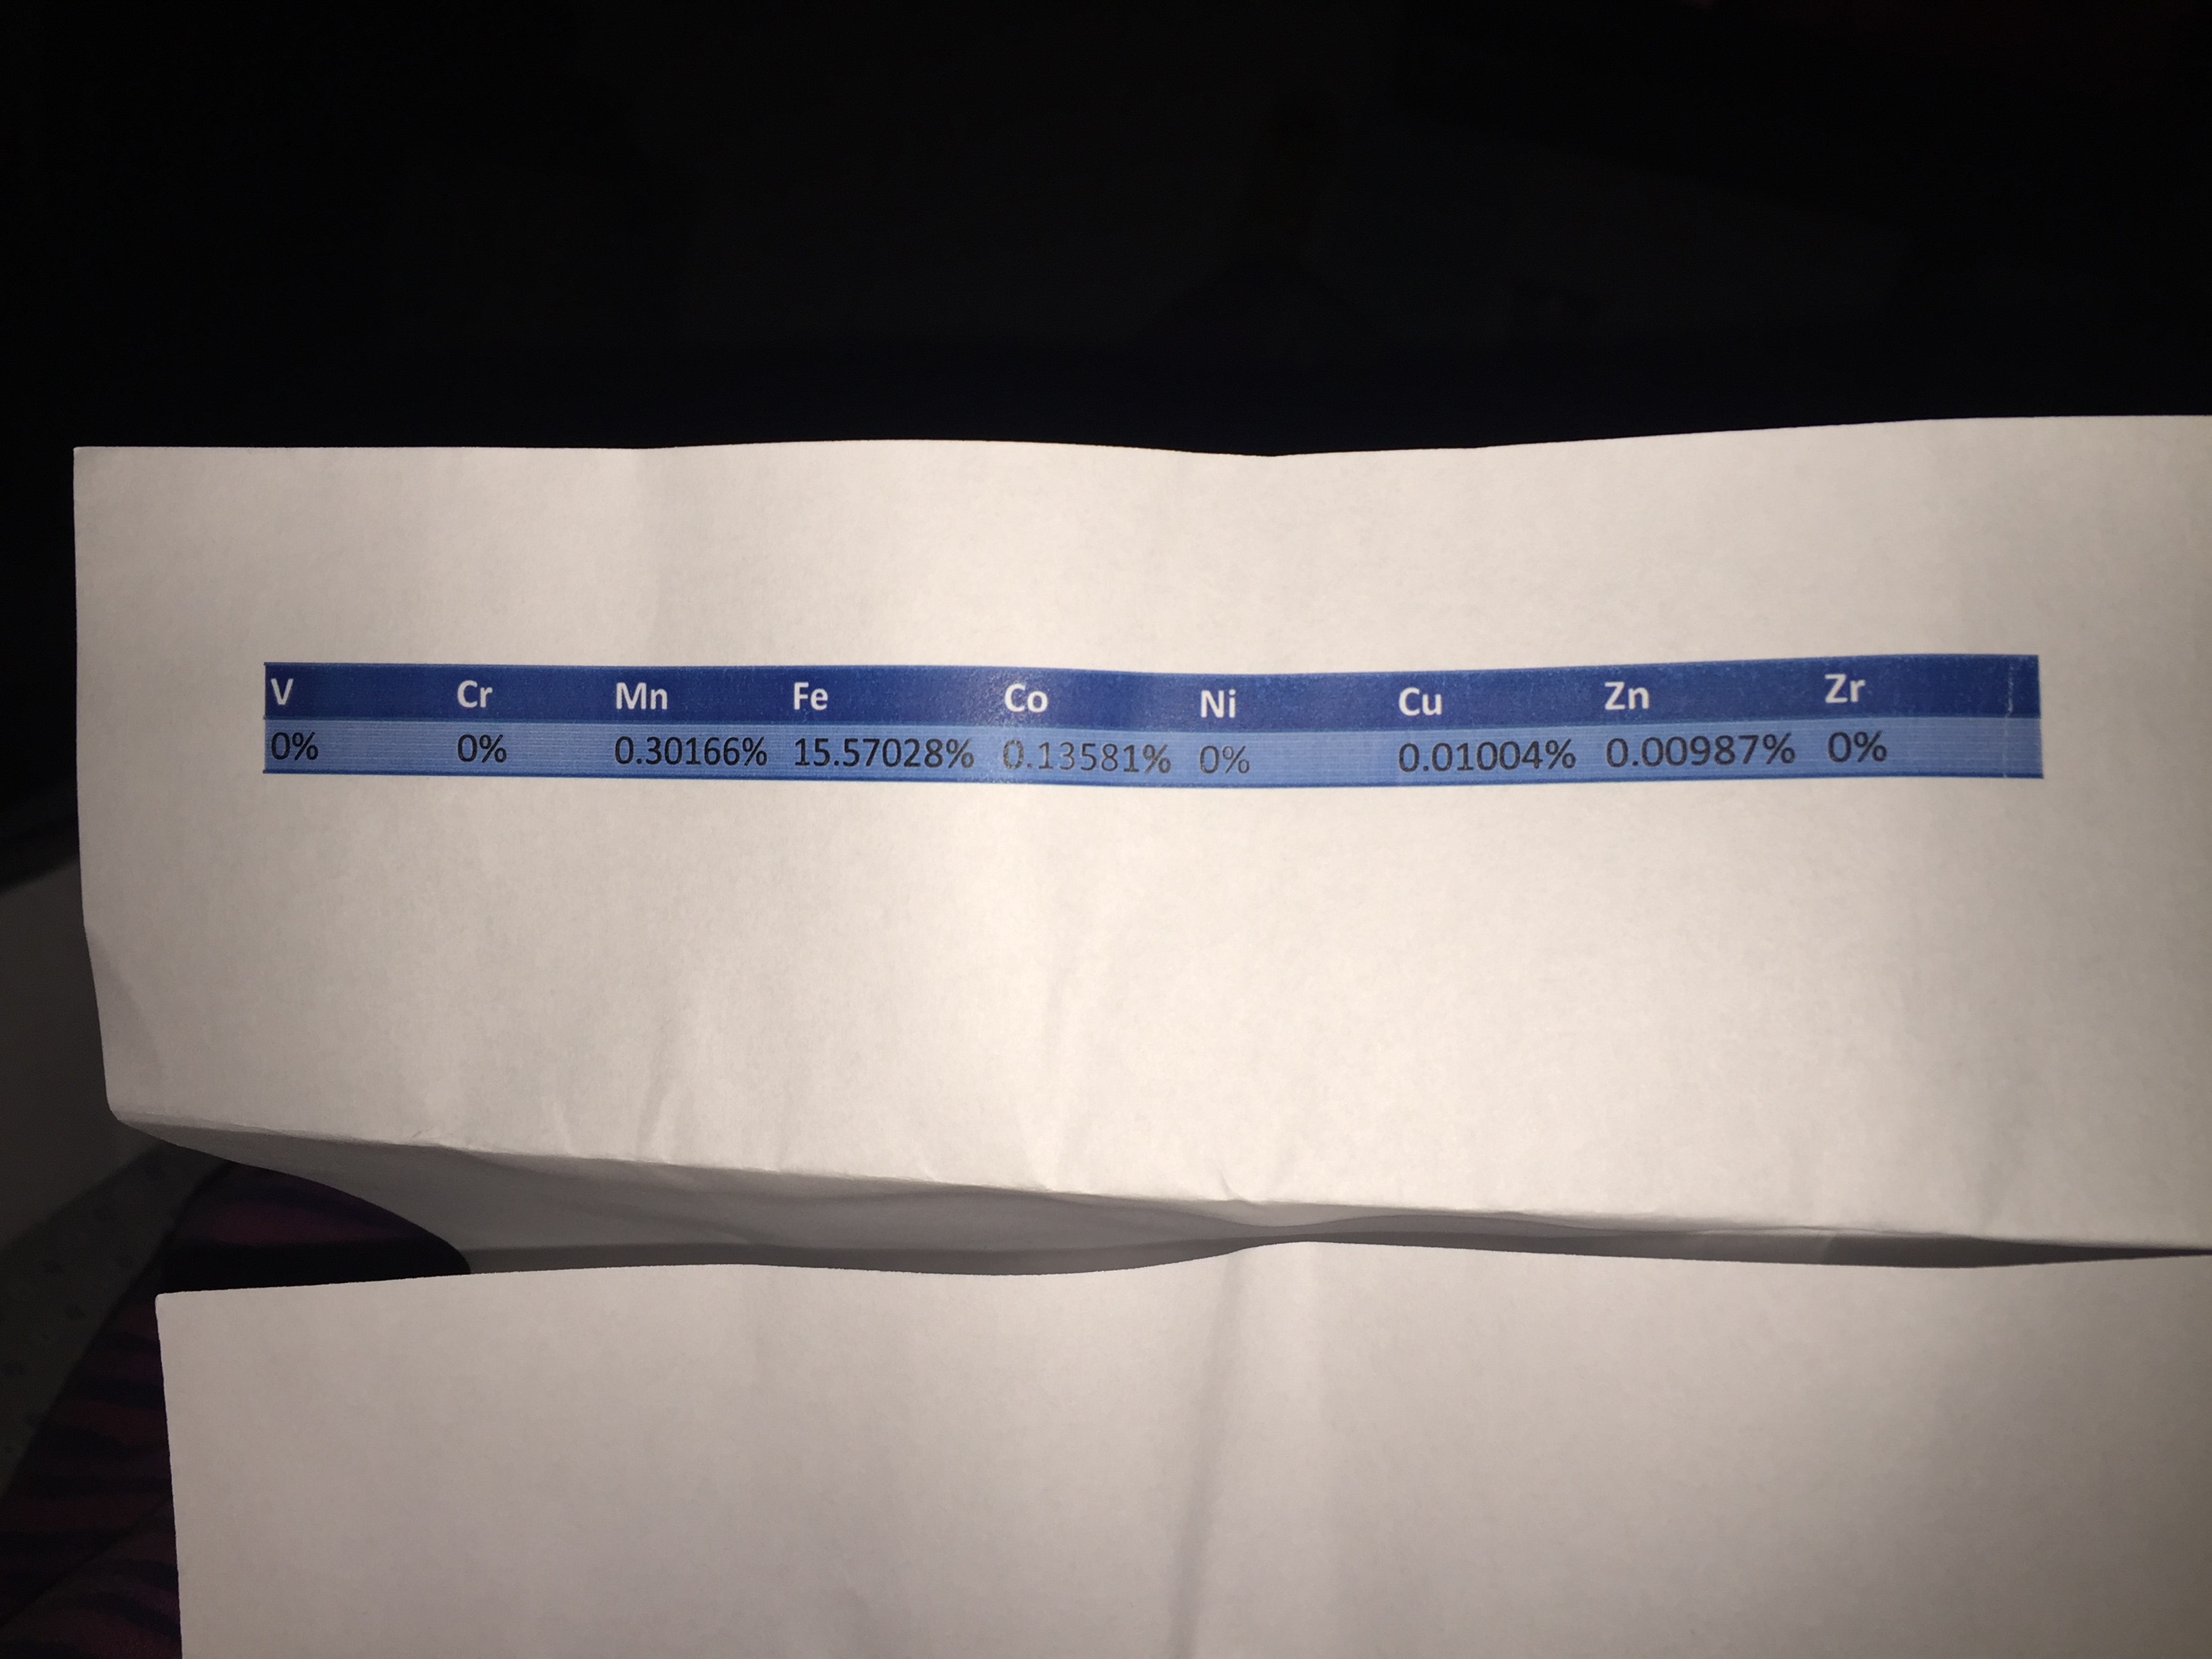 V Cr Mn Fe Co Ni Cu Zn Zr
0% 0% 0.30166% 15.57028% 0.13581% 0% 0.01004% 0.00987% 0%